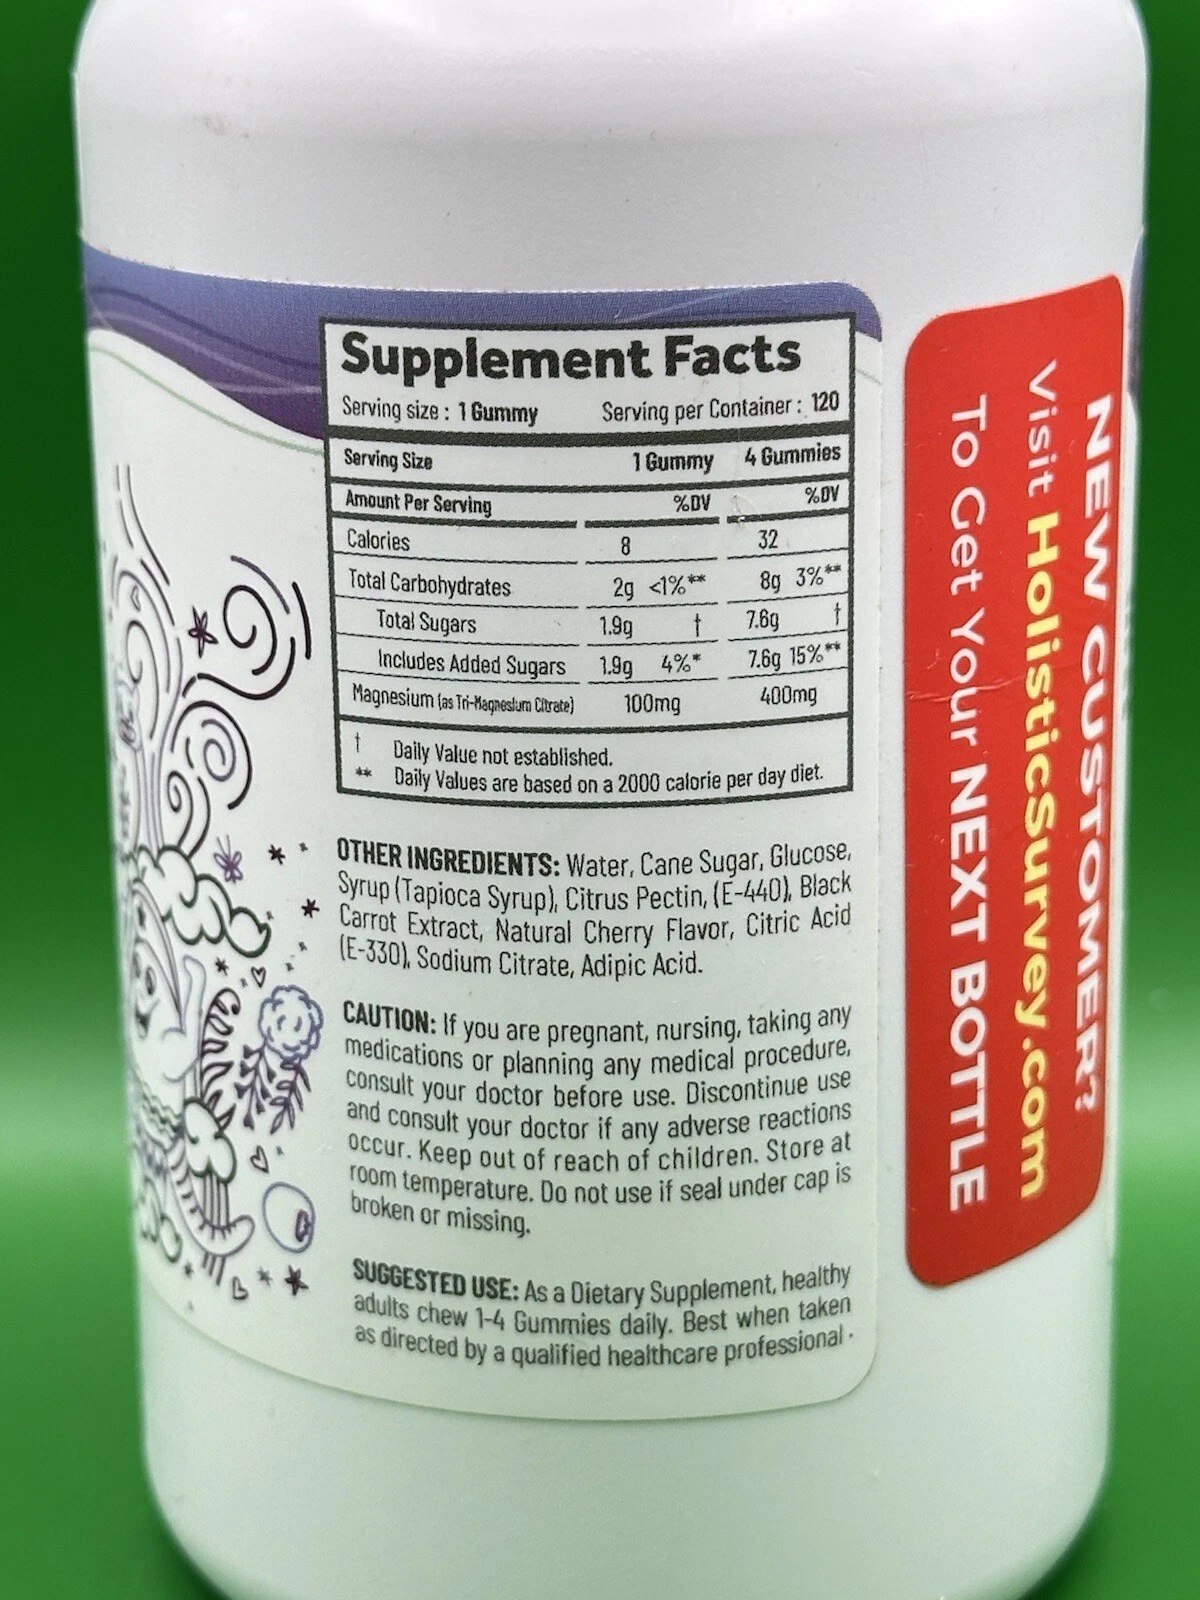 Supplement Facts
Serving size : 1 Gummy Serving per Container : 120
Serving Size 1 Gummy 4 Gummies
Amount Per Serving %DV %DV
Calories 8 32
Total Carbohydrates 2g <1%** 8g 3%**
Total Sugars 1.9g † 7.6g †
Includes Added Sugars 1.9g 4%* 7.6g 15%**
Magnesium (as Tri-Magnesium Citrate) 100mg 400mg
† Daily Value not established.
** Daily Values are based on a 2000 calorie per day diet.
OTHER INGREDIENTS: Water, Cane Sugar, Glucose,
Syrup (Tapioca Syrup), Citrus Pectin, (E-440), Black
Carrot Extract, Natural Cherry Flavor, Citric Acid
(E-330), Sodium Citrate, Adipic Acid.
CAUTION: If you are pregnant, nursing, taking any
medications or planning any medical procedure,
consult your doctor before use. Discontinue use
and consult your doctor if any adverse reactions
occur. Keep out of reach of children. Store at
room temperature. Do not use if seal under cap is
broken or missing.
SUGGESTED USE: As a Dietary Supplement, healthy
adults chew 1-4 Gummies daily. Best when taken
as directed by a qualified healthcare professional .
NEW CUSTOMER?
Visit HolisticSurvey.com
To Get Your NEXT BOTTLE